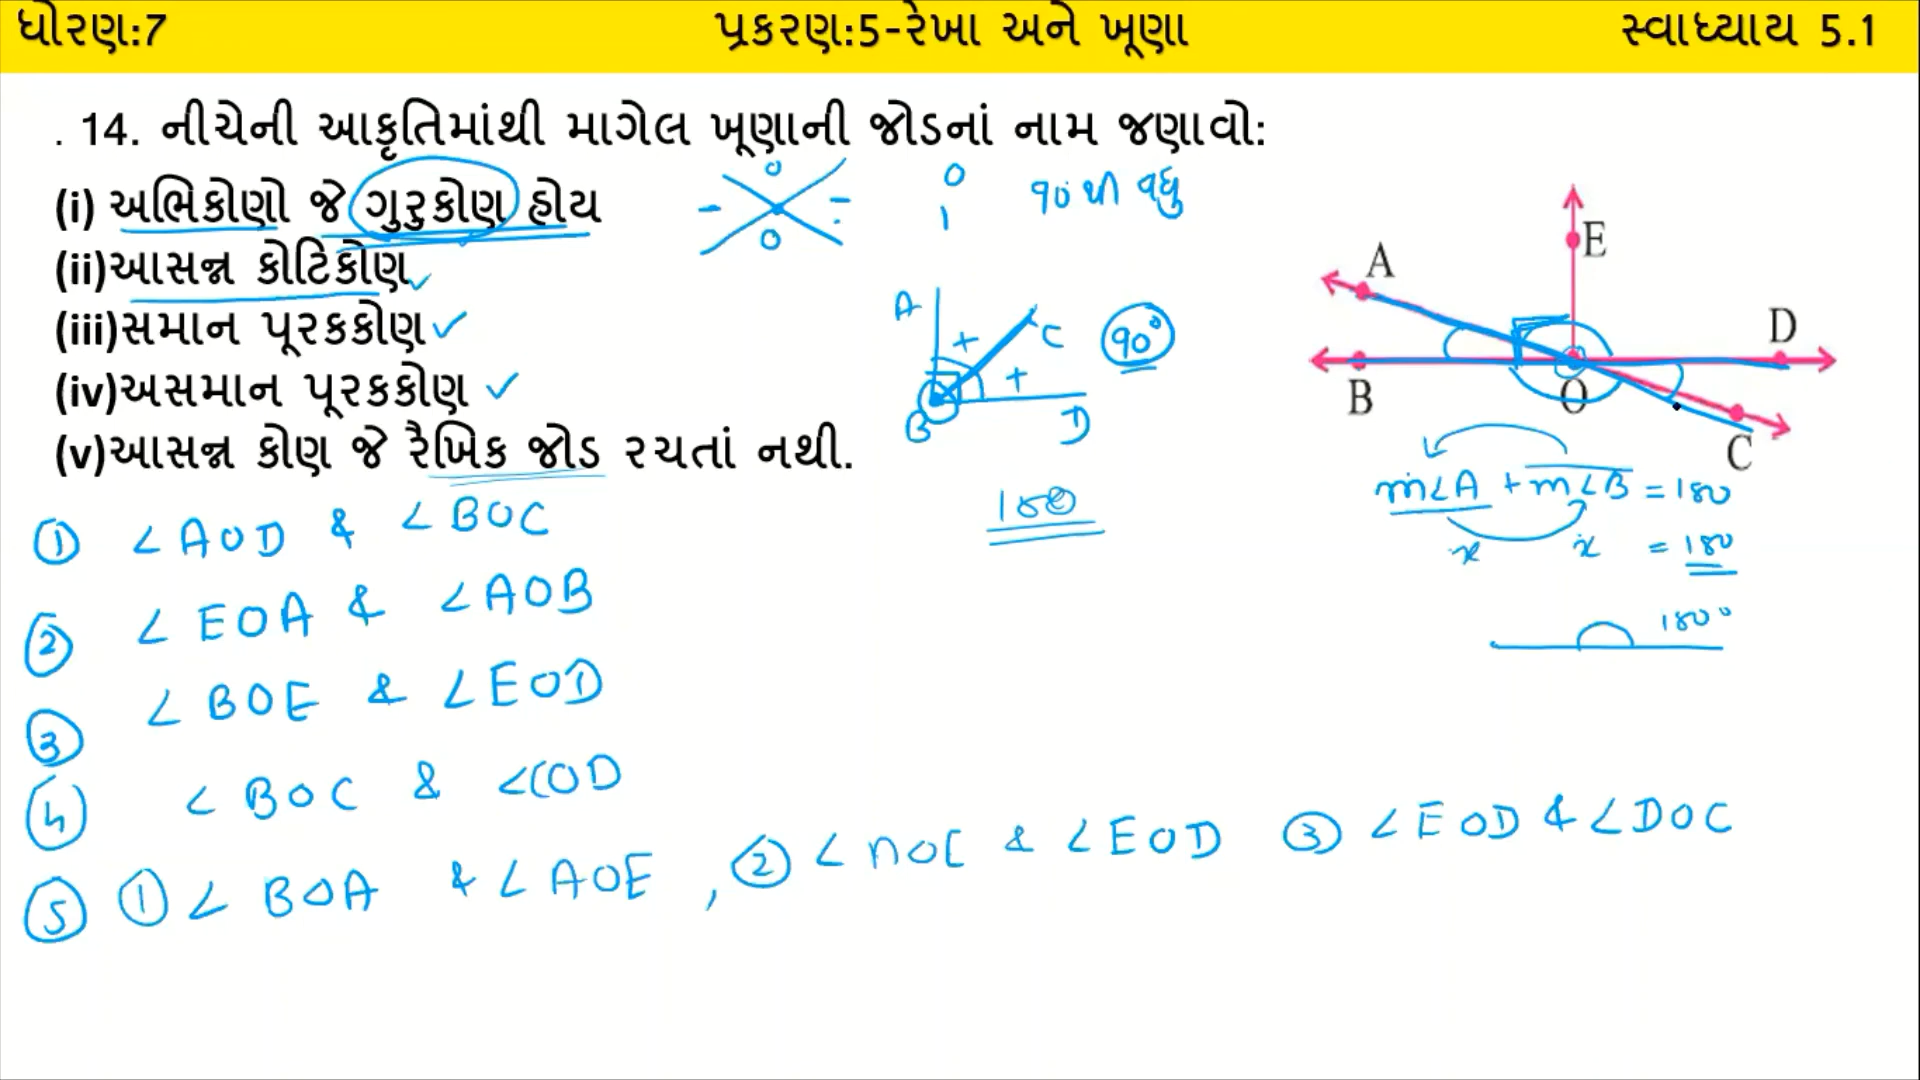 ધોરણ:7 પ્રકરણ:5-રેખા અને ખૂણા સ્વાધ્યાય 5.1
. 14. નીચેની આકૃતિમાંથી માગેલ ખૂણાની જોડનાં નામ જણાવો:
(i) અભિકોણો જે ગુરુકોણ હોય
(ii)આસન્ન કોટિકોણ
(iii)સમાન પૂરકકોણ
(iv)અસમાન પૂરકકોણ
(v)આસન્ન કોણ જે રૈખિક જોડ રચતાં નથી.
૧૦થી વધુ
A C D B
90°
180
A E D B O C
m∠A + m∠B = 180
x x = 180
180°
① ∠AOD & ∠BOC
② ∠EOA & ∠AOB
③ ∠BOE & ∠EOD
④ ∠BOC & ∠COD
⑤ ① ∠BOA & ∠AOE , ② ∠AOE & ∠EOD ③ ∠EOD & ∠DOC